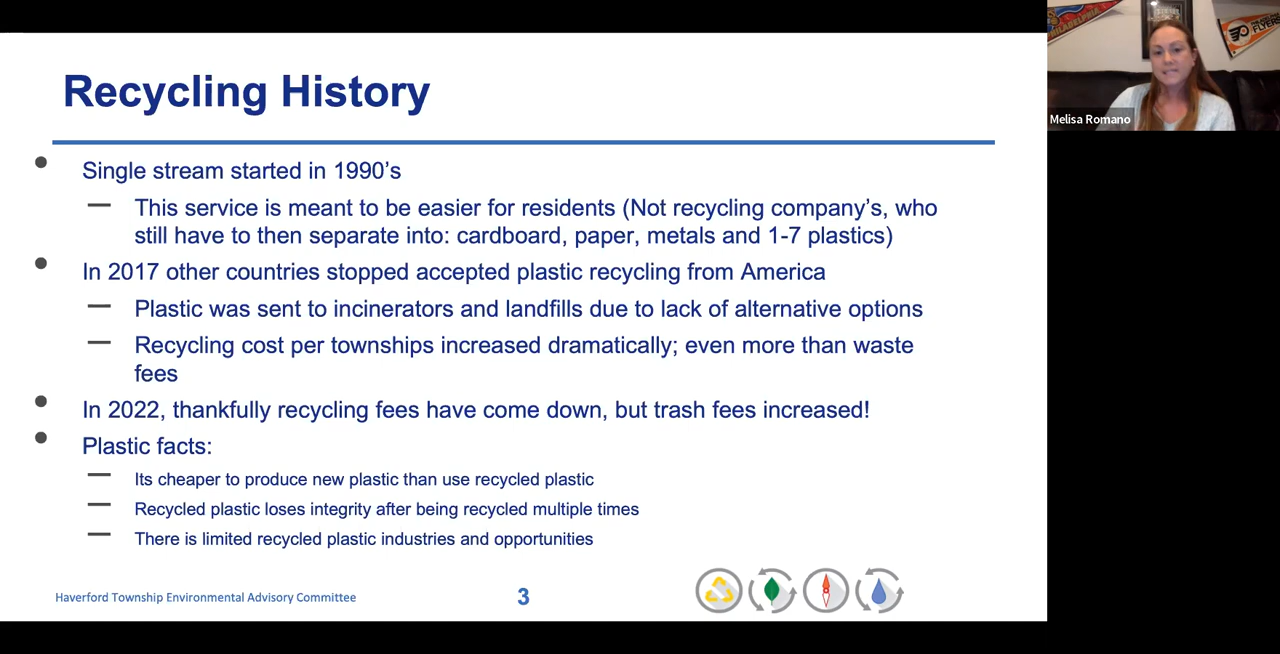 Recycling History
Single stream started in 1990's
This service is meant to be easier for residents (Not recycling company's, who
still have to then separate into: cardboard, paper, metals and 1-7 plastics)
In 2017 other countries stopped accepted plastic recycling from America
Plastic was sent to incinerators and landfills due to lack of alternative options
Recycling cost per townships increased dramatically; even more than waste
fees
In 2022, thankfully recycling fees have come down, but trash fees increased!
Plastic facts:
Its cheaper to produce new plastic than use recycled plastic
Recycled plastic loses integrity after being recycled multiple times
There is limited recycled plastic industries and opportunities
Haverford Township Environmental Advisory Committee
3
PHILADELPHIA
FLYERS
Melisa Romano